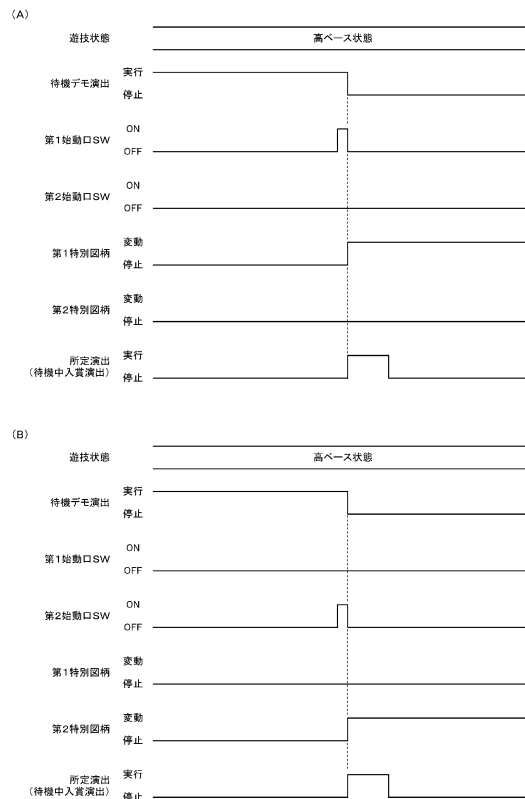 （A）
遊技状態 高ベース状態
待機デモ演出 実行
停止
第1始動口SW ON
OFF
第2始動口SW ON
OFF
第1特別図柄 変動
停止
第2特別図柄 変動
停止
所定演出 実行
（待機中入賞演出） 停止
（B）
遊技状態 高ベース状態
待機デモ演出 実行
停止
第1始動口SW ON
OFF
第2始動口SW ON
OFF
第1特別図柄 変動
停止
第2特別図柄 変動
停止
所定演出 実行
（待機中入賞演出） 停止